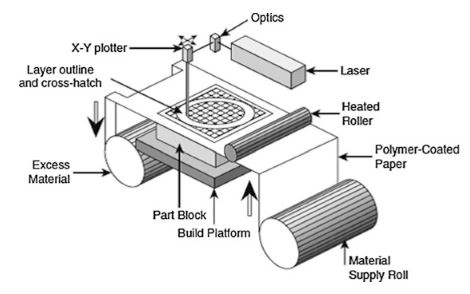 Optics
X-Y plotter
Layer outline
and cross-hatch
Laser
Heated
Roller
Polymer-Coated
Paper
Excess
Material
Part Block
Build Platform
Material
Supply Roll